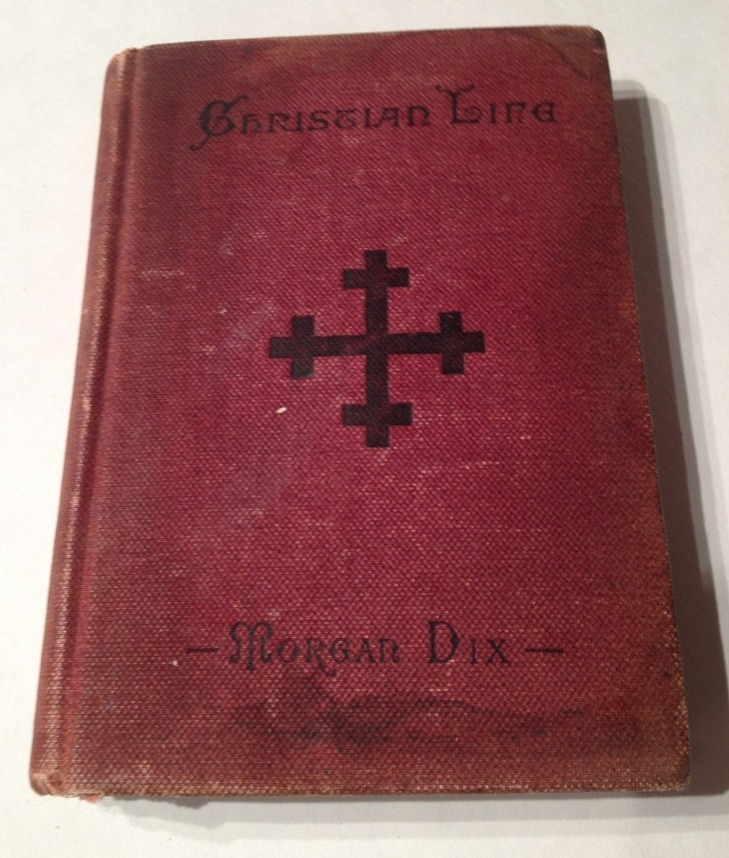 Christian Life
— Morgan Dix —